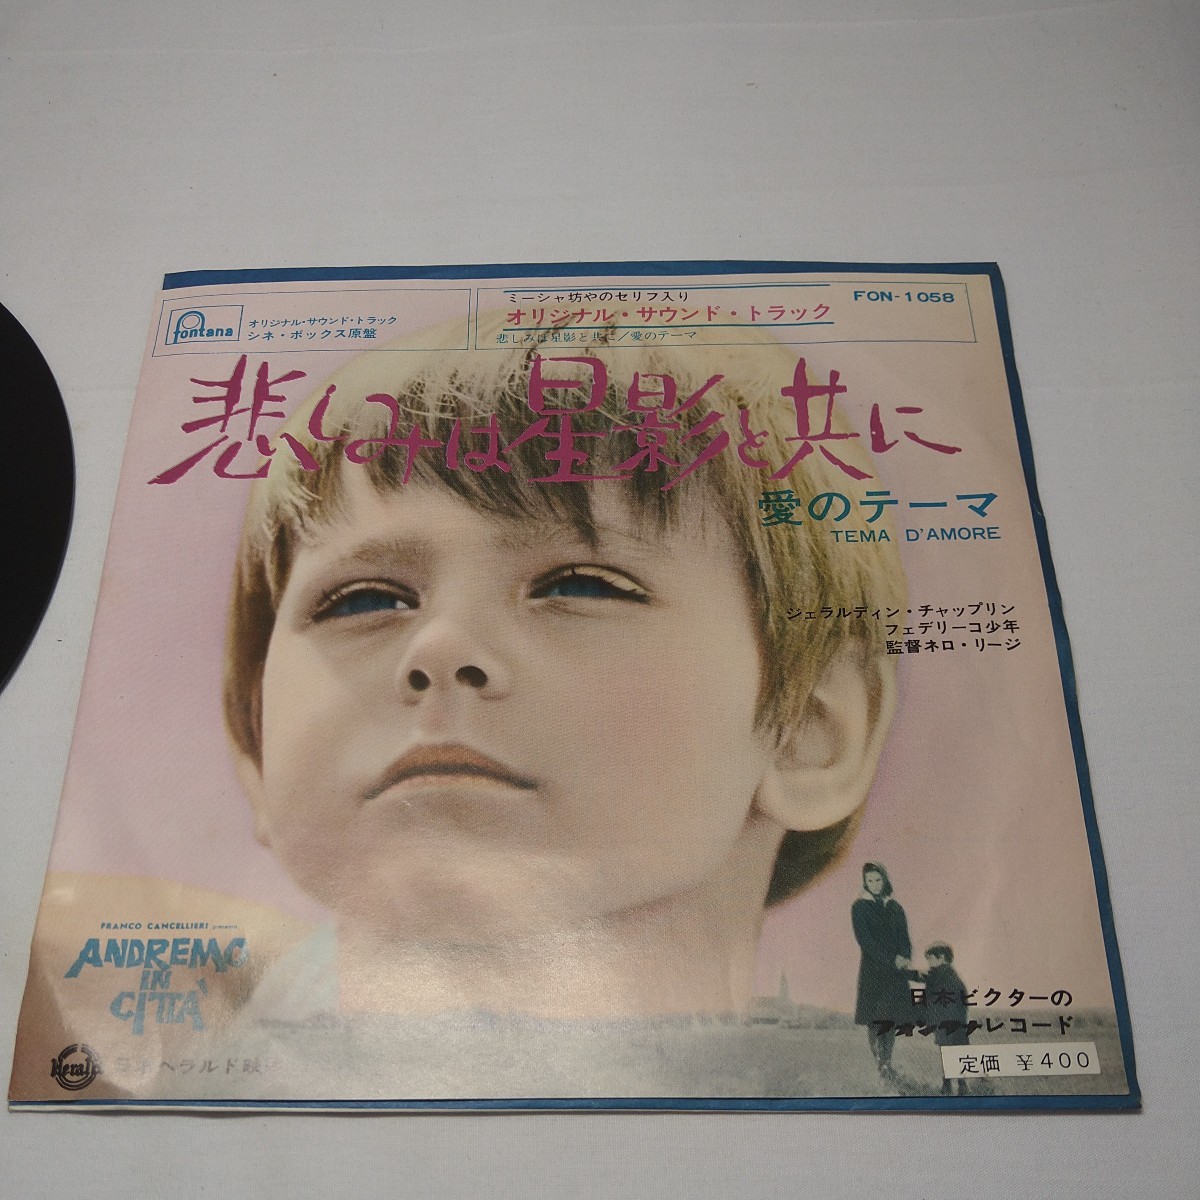 fontana
オリジナル・サウンド・トラック
シネ・ボックス原盤
ミーシャ坊やのセリフ入り
オリジナル・サウンド・トラック
悲しみは星影と共に/愛のテーマ
FON-1058
悲しみは星影と共に
愛のテーマ
TEMA D'AMORE
ジェラルディン・チャップリン
フェデリーコ少年
監督ネロ・リージ
FRANCO CANCELLIERI presenta
ANDREMO
IN
CITTA'
Herald 日本ヘラルド映
日本ビクターの
フォンタナレコード
定価 ¥400